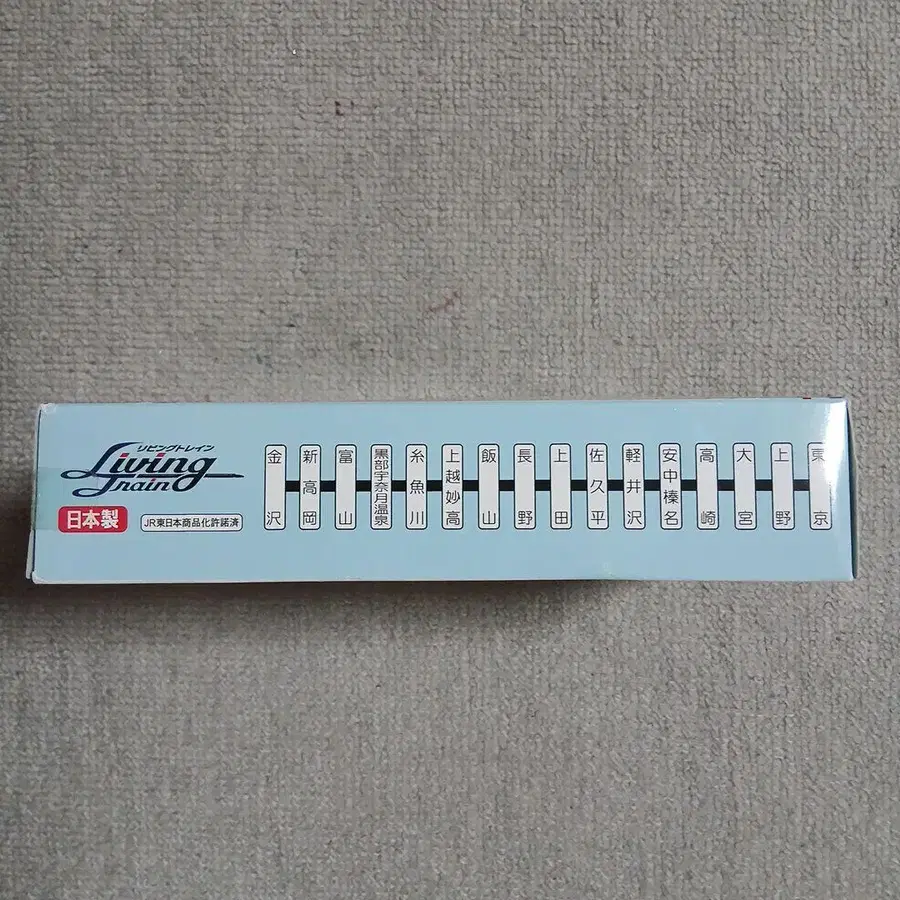 リビングトレイン
Living Train
日本製
JR東日本商品化許諾済
金沢
新高岡
富山
黒部宇奈月温泉
糸魚川
上越妙高
飯山
長野
上田
佐久平
軽井沢
安中榛名
高崎
大宮
上野
東京